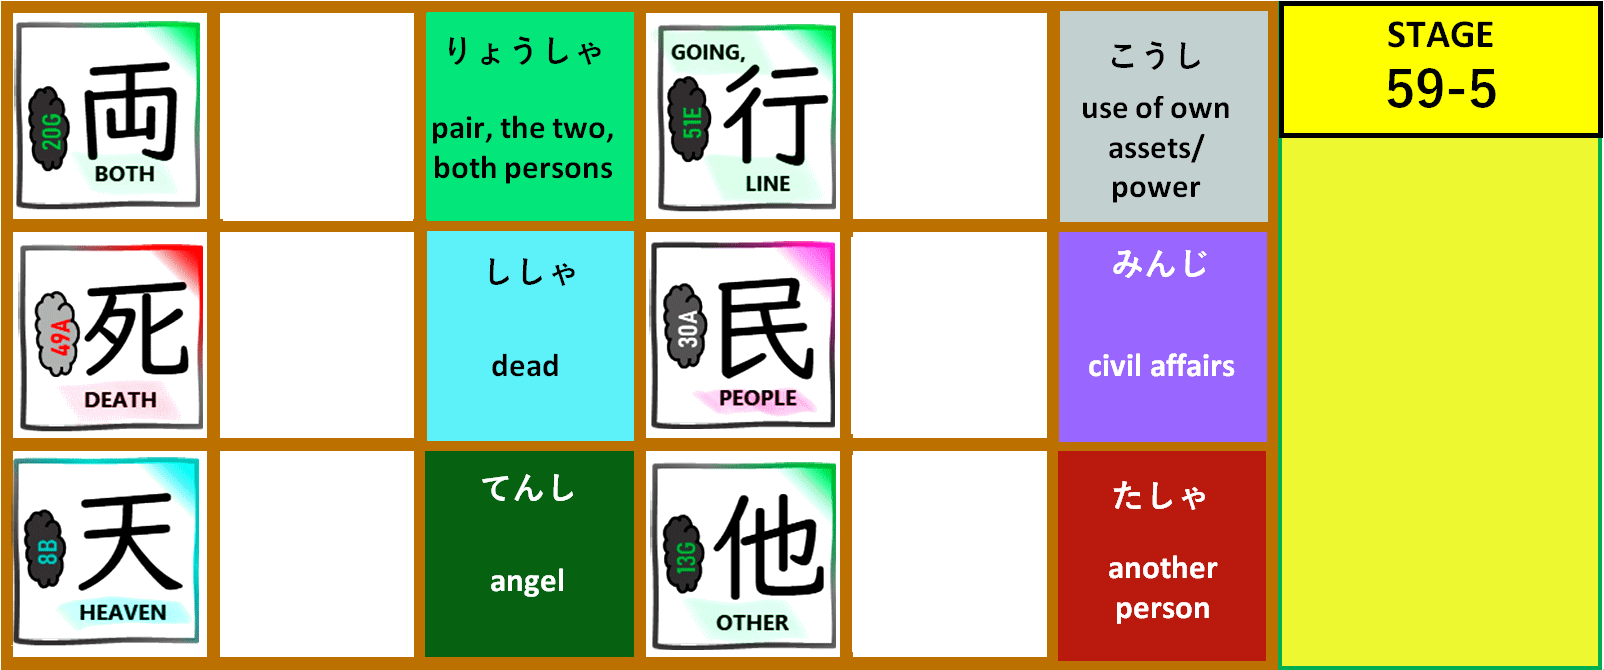 両
20G
BOTH
りょうしゃ
pair, the two,
both persons
GOING,
行
51E
LINE
こうし
use of own
assets/
power
STAGE
59-5
死
49A
DEATH
ししゃ
dead
民
30A
PEOPLE
みんじ
civil affairs
天
8B
HEAVEN
てんし
angel
他
13G
OTHER
たしゃ
another
person